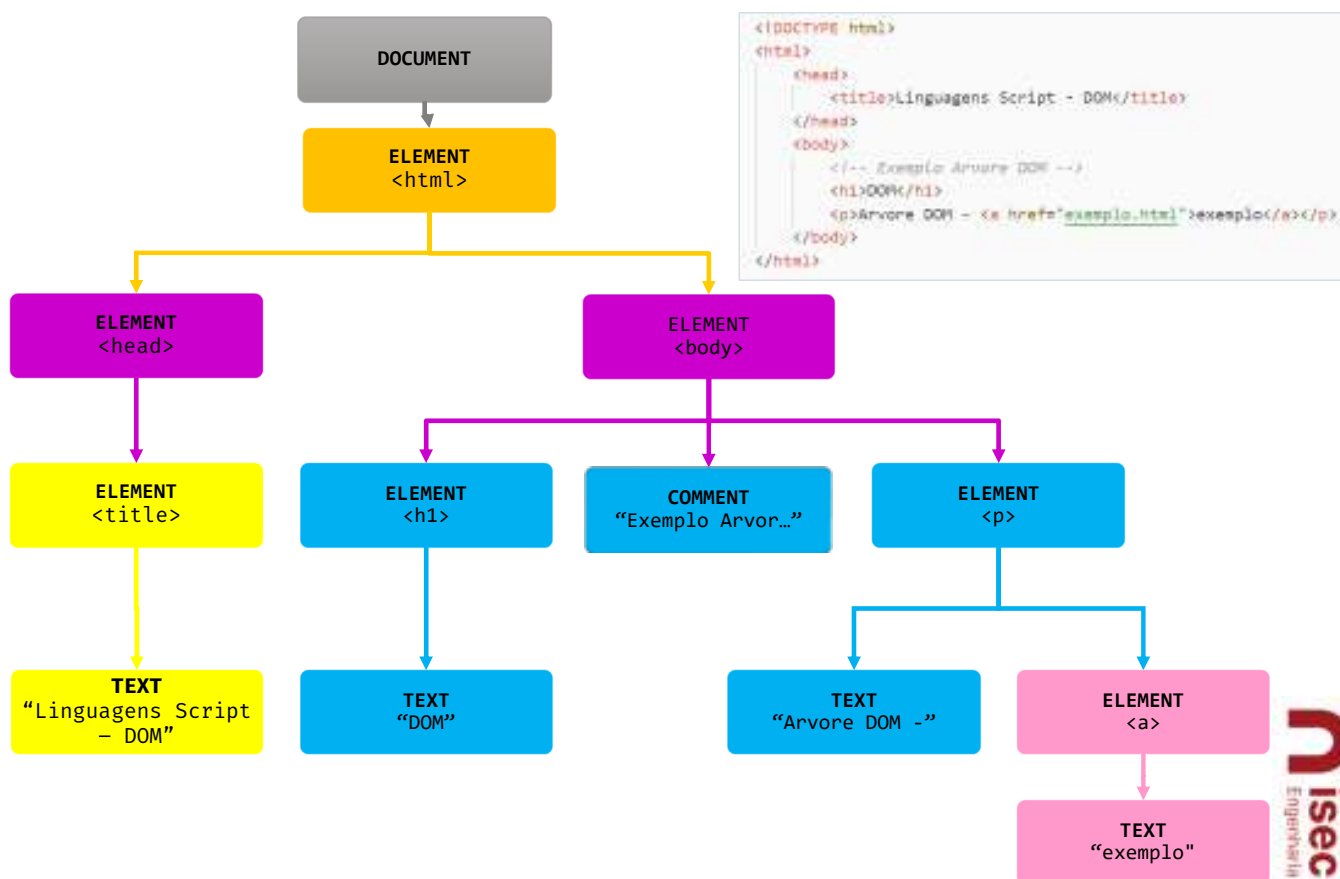 DOCUMENT
<!DOCTYPE html>
<html>
<head>
<title>Linguagens Script - DOM</title>
</head>
<body>
<!-- Exemplo Arvore DOM -->
<h1>DOM</h1>
<p>Arvore DOM - <a href="exemplo.html">exemplo</a></p>
</body>
</html>
ELEMENT
<html>
ELEMENT
<head>
ELEMENT
<body>
ELEMENT
<title>
ELEMENT
<h1>
COMMENT
“Exemplo Arvor…”
ELEMENT
<p>
TEXT
“Linguagens Script
– DOM”
TEXT
“DOM”
TEXT
“Arvore DOM -”
ELEMENT
<a>
TEXT
“exemplo"
isec
Engenharia